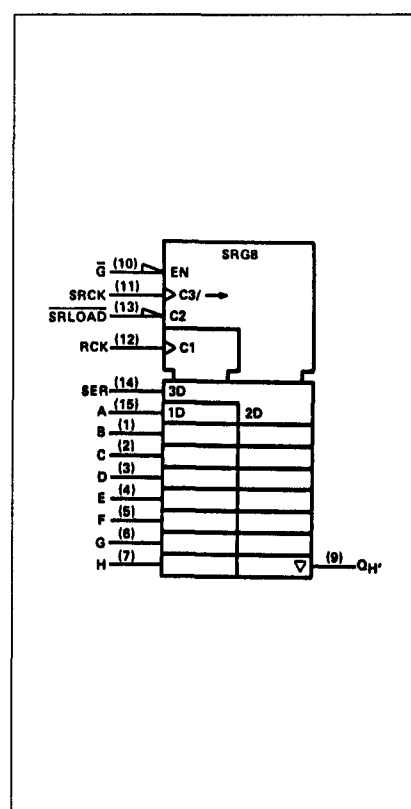 SRG8
G̅ (10) EN
SRCK (11) C3/ →
S̅R̅L̅O̅A̅D̅ (13) C2
RCK (12) C1
SER (14) 3D
A (15) 1D 2D
B (1)
C (2)
D (3)
E (4)
F (5)
G (6)
H (7) ▽ (9) QH'